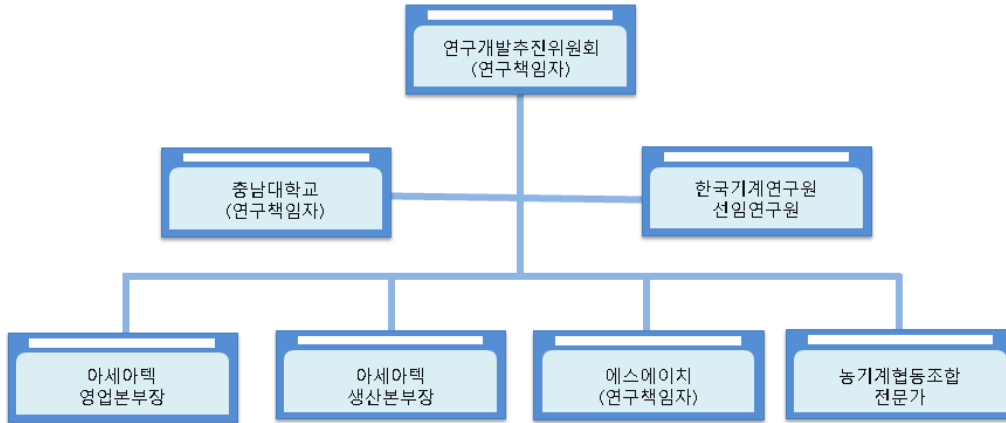 연구개발추진위원회
(연구책임자)
충남대학교
(연구책임자)
한국기계연구원
선임연구원
아세아텍
영업본부장
아세아텍
생산본부장
에스에이치
(연구책임자)
농기계협동조합
전문가